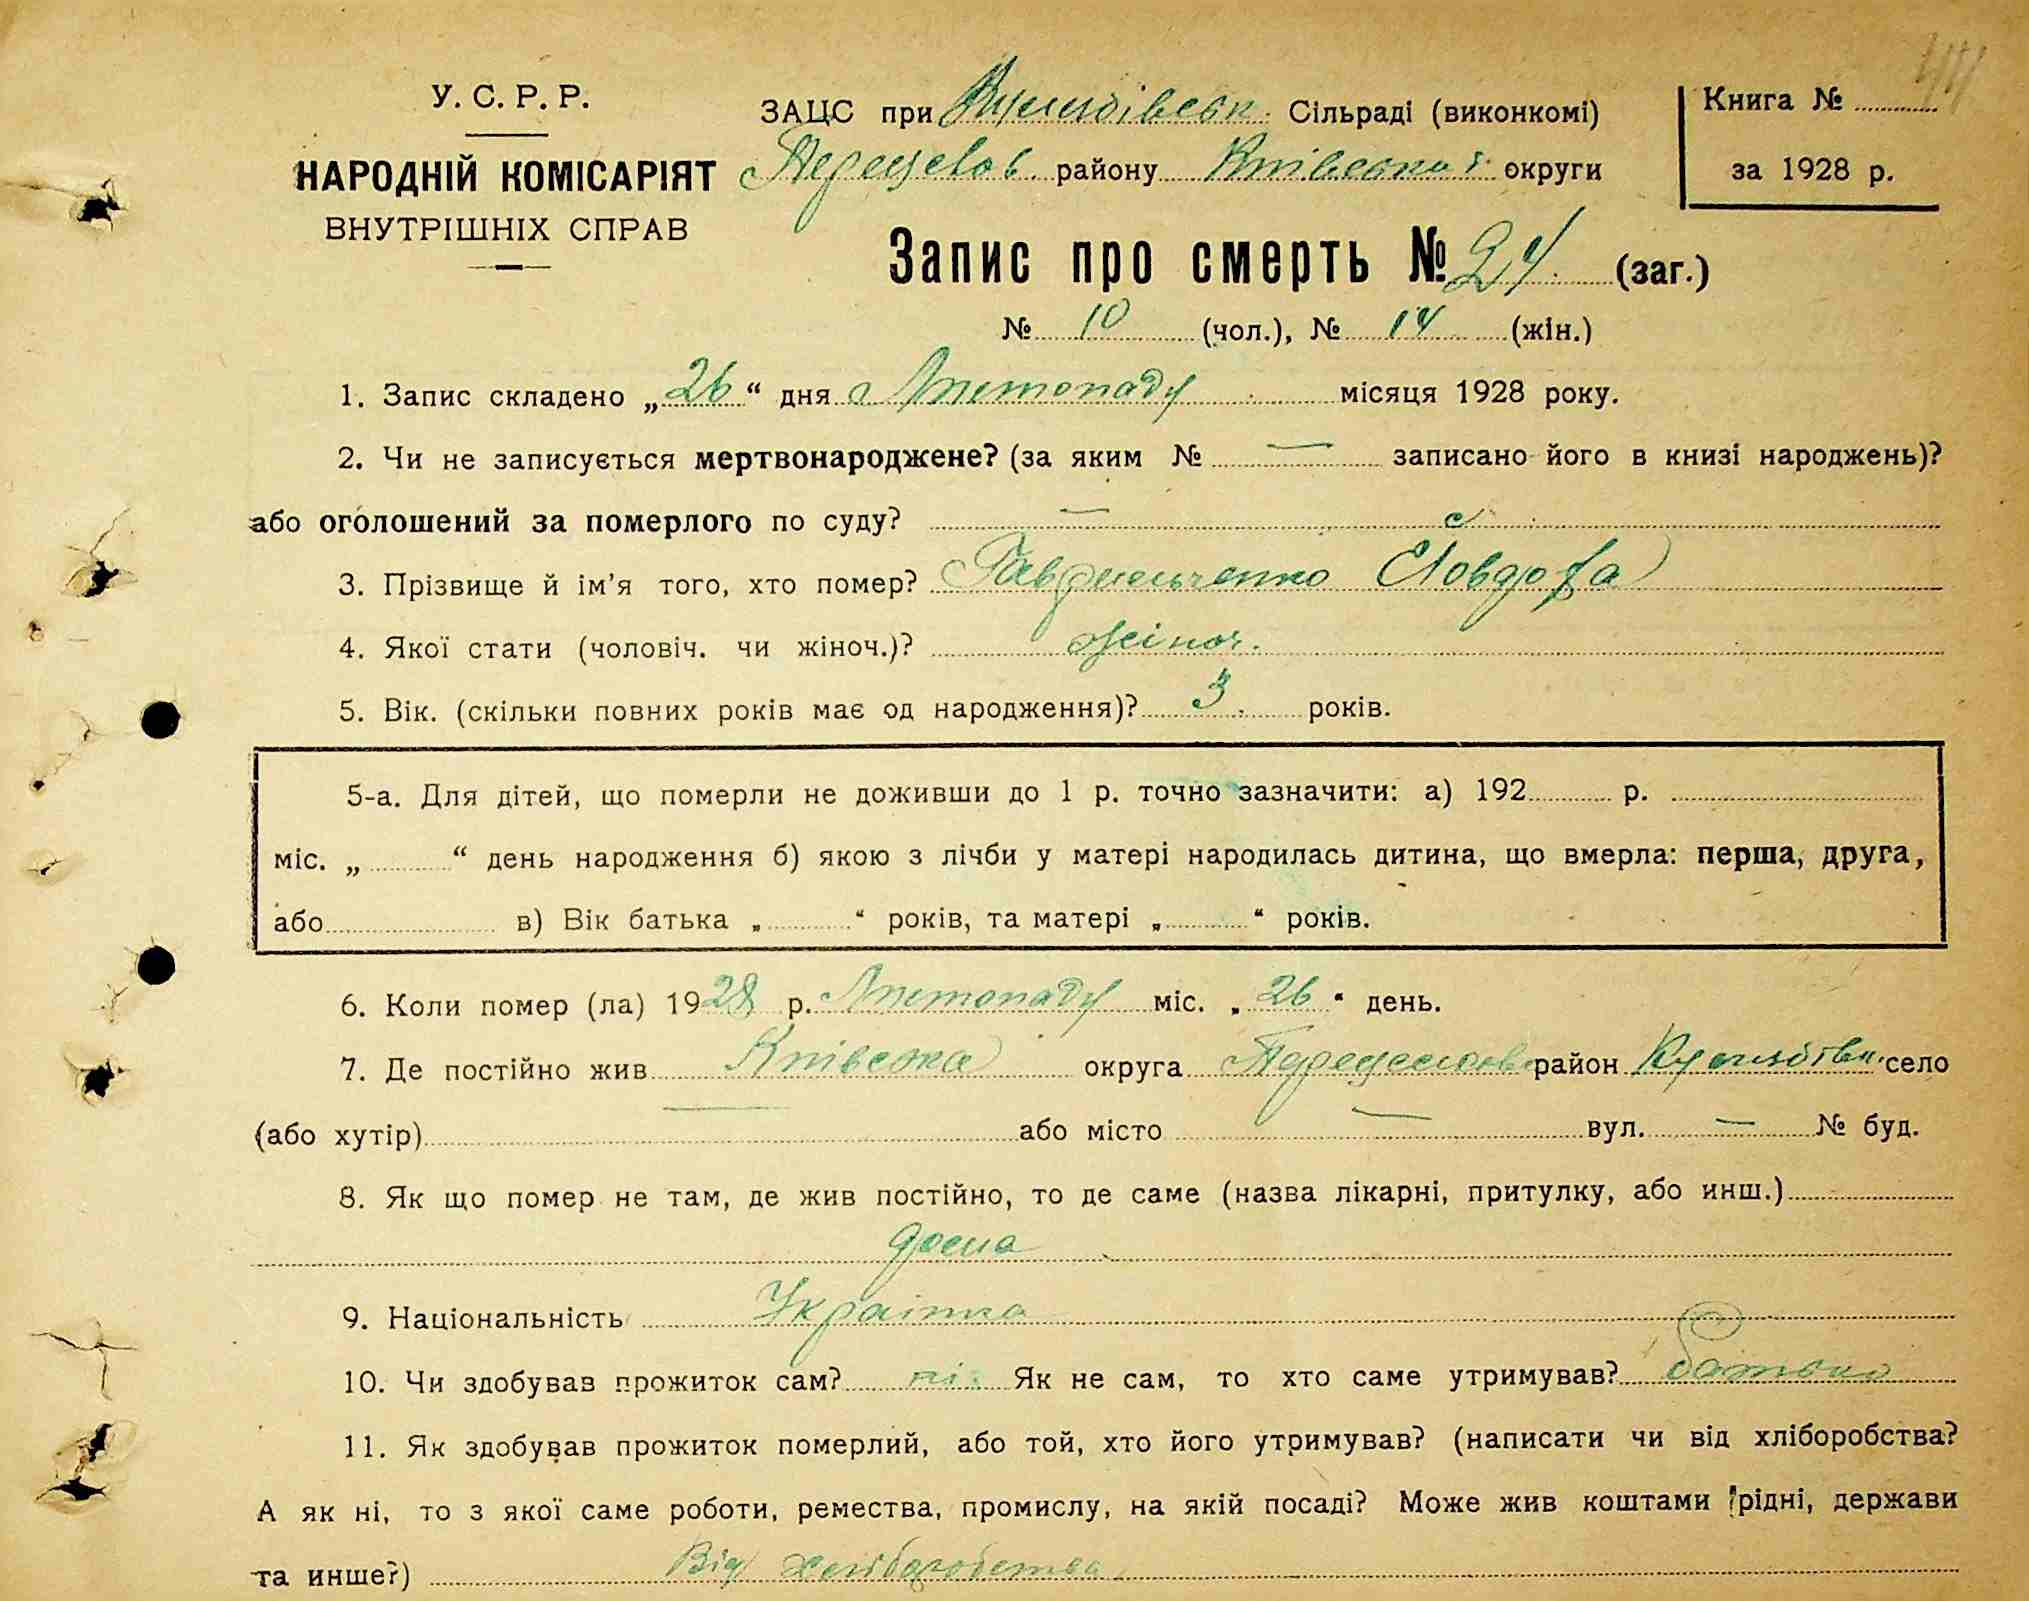 У. С. Р. Р.
НАРОДНІЙ КОМІСАРІЯТ
ВНУТРІШНІХ СПРАВ
ЗАЦС при Сільраді (виконкомі)
району Київської округи
Книга №
за 1928 р.
Запис про смерть № 24 (заг.)
№ 10 (чол.), № 14 (жін.)
1. Запис складено „26“ дня Листопаду місяця 1928 року.
2. Чи не записується мертвонароджене? (за яким № — записано його в книзі народжень)?
або оголошений за померлого по суду? —
3. Прізвище й ім'я того, хто помер? Гаврильченко Євдоха
4. Якої стати (чоловіч. чи жіноч.)? жіноч.
5. Вік. (скільки повних років має од народження)? 3 років.
5-а. Для дітей, що померли не доживши до 1 р. точно зазначити: а) 192 р.
міс. „ “ день народження б) якою з лічби у матері народилась дитина, що вмерла: перша, друга,
або в) Вік батька „ “ років, та матері „ “ років.
6. Коли помер (ла) 1928 р. Листопаду міс. „26“ день.
7. Де постійно жив Київська округа район село
(або хутір) — або місто — вул. — № буд.
8. Як що помер не там, де жив постійно, то де саме (назва лікарні, притулку, або инш.)
дома
9. Національність Українка
10. Чи здобував прожиток сам? ні. Як не сам, то хто саме утримував? батько
11. Як здобував прожиток померлий, або той, хто його утримував? (написати чи від хліборобства?
А як ні, то з якої саме роботи, ремества, промислу, на якій посаді? Може жив коштами рідні, держави
та инше?) Від хліборобства.